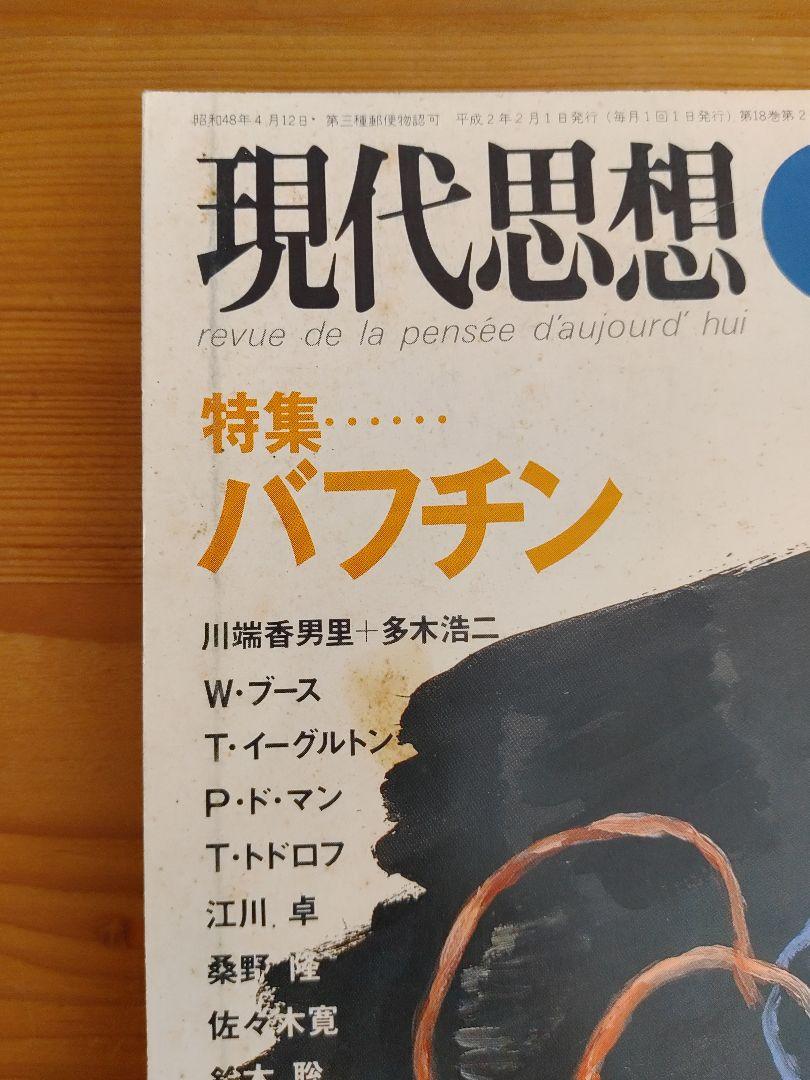 昭和48年4月12日・第三種郵便物認可 平成2年2月1日発行(毎月1回1日発行)第18巻第2
現代思想
revue de la pensée d'aujourd' hui
特集……
バフチン
川端香男里+多木浩二
W・ブース
T・イーグルトン
P・ド・マン
T・トドロフ
江川 卓
桑野 隆
佐々木寛
鈴木 聡